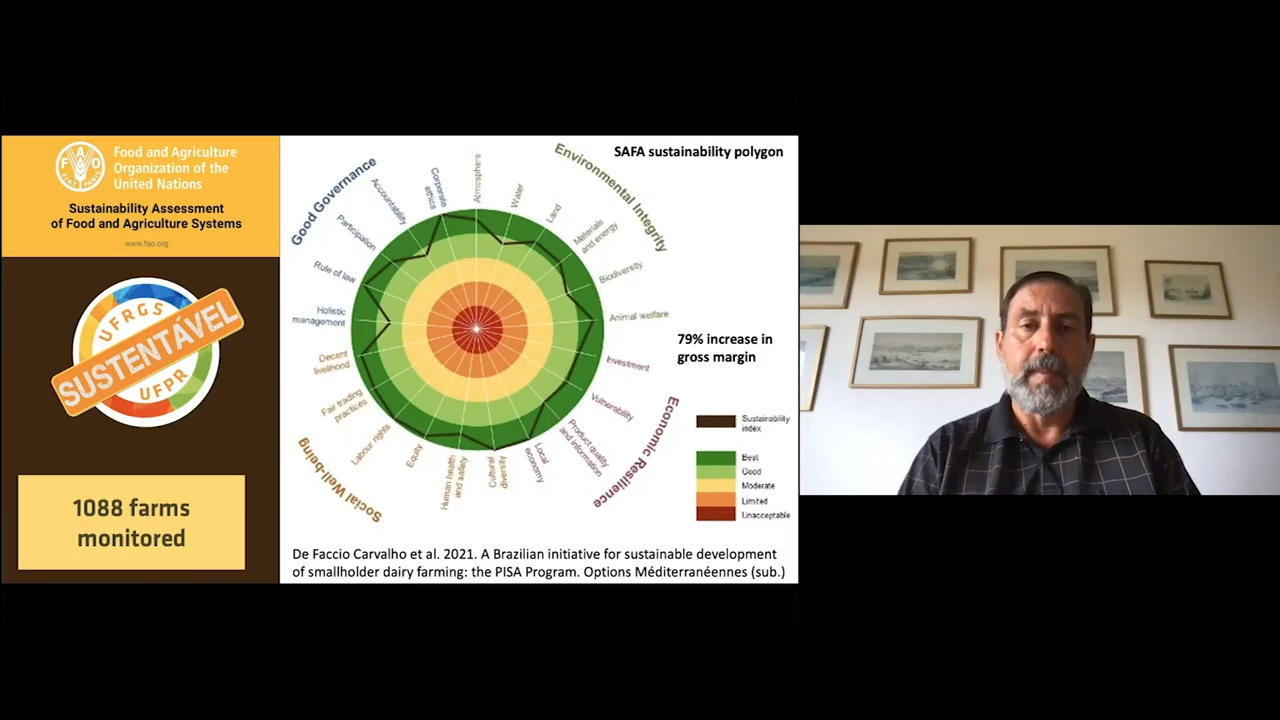 FAO
FIAT PANIS
Food and Agriculture
Organization of the
United Nations
Sustainability Assessment
of Food and Agriculture Systems
www.fao.org
UFRGS
SUSTENTÁVEL
UFPR
1088 farms
monitored
SAFA sustainability polygon
Good Governance
Environmental Integrity
Corporate
ethics
Atmosphere
Water
Land
Materials
and energy
Biodiversity
Animal welfare
Accountability
Participation
Rule of law
Holistic
management
Decent
livelihood
Fair trading
practices
Labour rights
Equity
Human health
and safety
Cultural
diversity
Local
economy
Product quality
and information
Vulnerability
Investment
Social Well-being
Economic Resilience
79% increase in
gross margin
Sustainability
index
Best
Good
Moderate
Limited
Unacceptable
De Faccio Carvalho et al. 2021. A Brazilian initiative for sustainable development
of smallholder dairy farming: the PISA Program. Options Méditerranéennes (sub.)